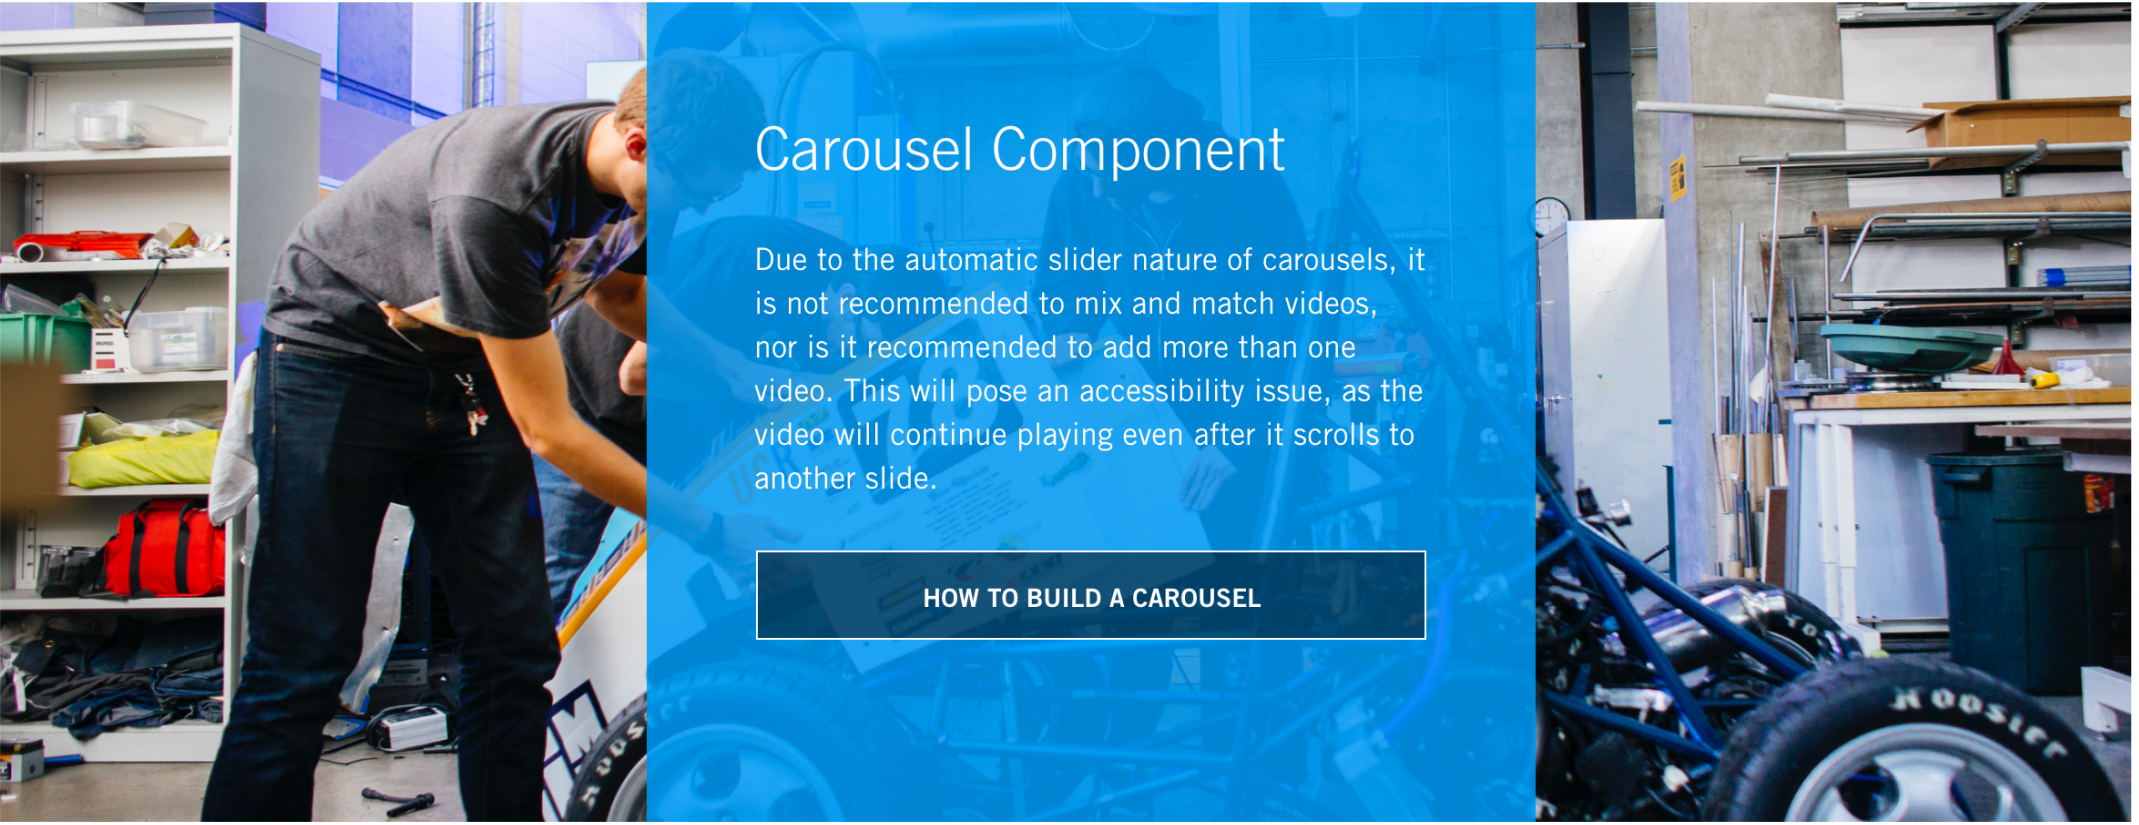 Carousel Component
Due to the automatic slider nature of carousels, it
is not recommended to mix and match videos,
nor is it recommended to add more than one
video. This will pose an accessibility issue, as the
video will continue playing even after it scrolls to
another slide.
HOW TO BUILD A CAROUSEL
78
HOOSIER